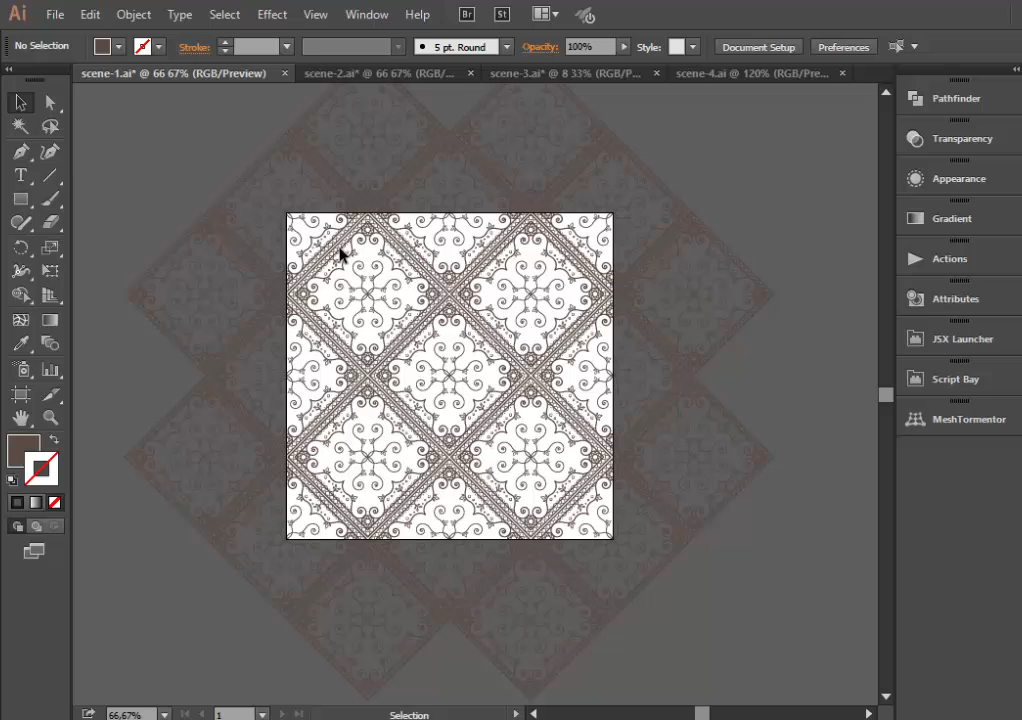 Ai File Edit Object Type Select Effect View Window Help Br St
No Selection Stroke: 5 pt. Round Opacity: 100% Style: Document Setup Preferences
scene-1.ai* @ 66 67% (RGB/Preview) × scene-2.ai* @ 66 67% (RGB/... × scene-3.ai* @ 8 33% (RGB/P... × scene-4.ai @ 120% (RGB/Pre... ×
Pathfinder
Transparency
Appearance
Gradient
Actions
Attributes
JSX Launcher
Script Bay
MeshTormentor
66,67% 1 Selection